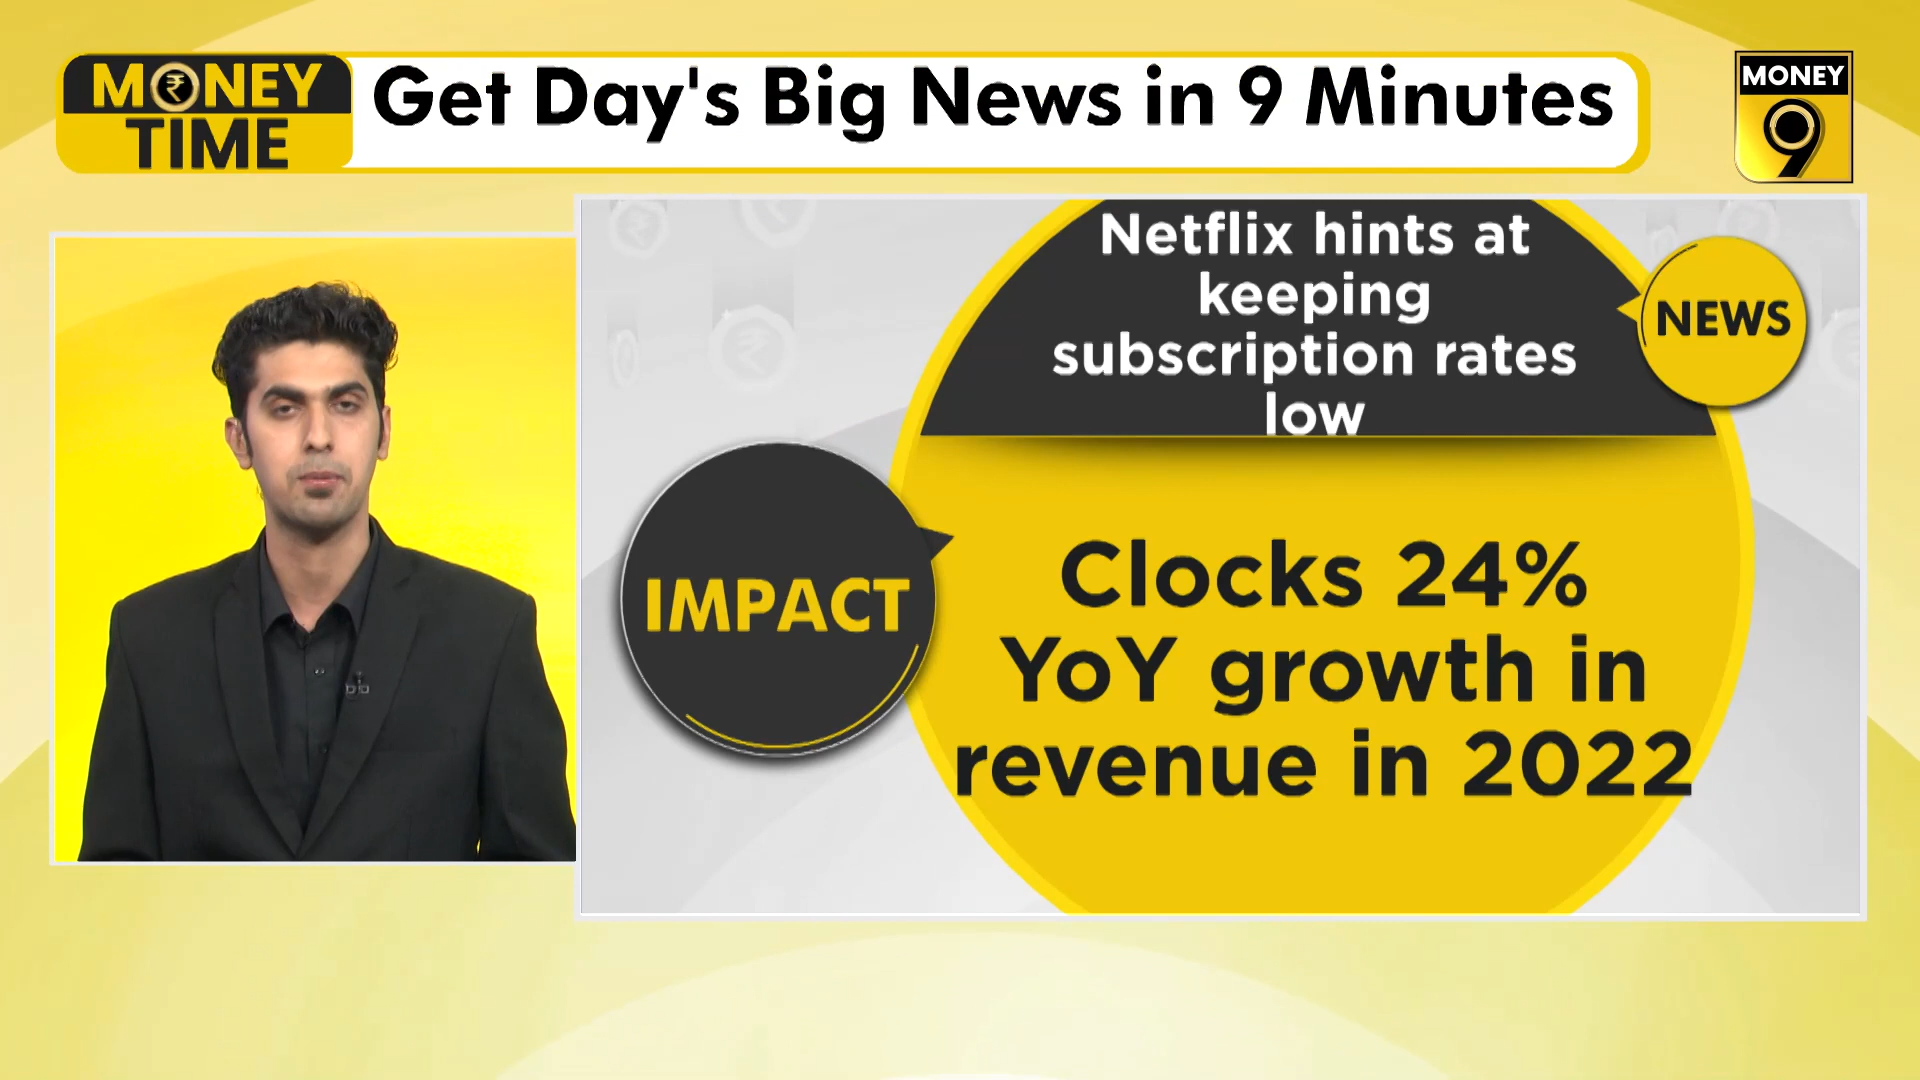 MONEY
TIME
Get Day's Big News in 9 Minutes
MONEY
9
Netflix hints at
keeping
subscription rates
low
NEWS
IMPACT
Clocks 24%
YoY growth in
revenue in 2022